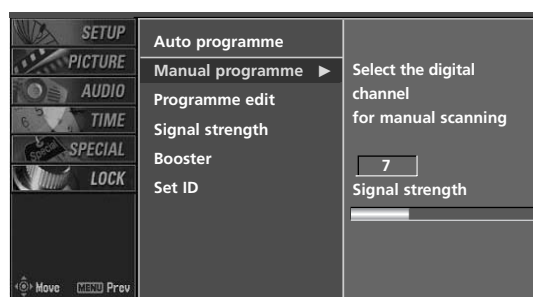 SETUP
PICTURE
AUDIO
TIME
SPECIAL
LOCK
Move MENU Prev
Auto programme
Manual programme ▶
Programme edit
Signal strength
Booster
Set ID
Select the digital
channel
for manual scanning
7
Signal strength